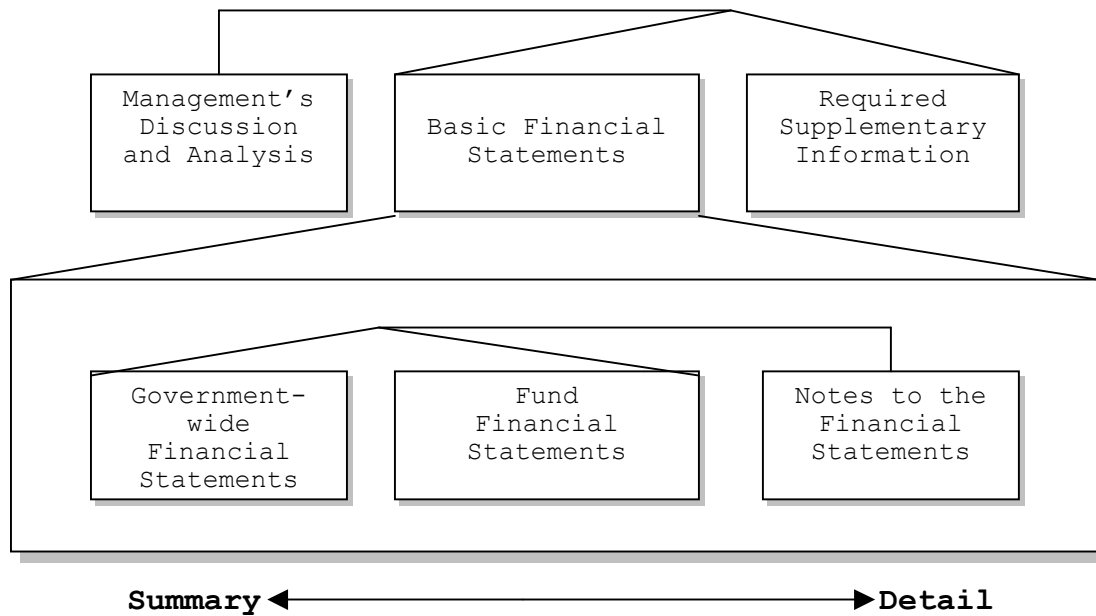 Management’s
Discussion
and Analysis
Basic Financial
Statements
Required
Supplementary
Information
Government-
wide
Financial
Statements
Fund
Financial
Statements
Notes to the
Financial
Statements
Summary
Detail